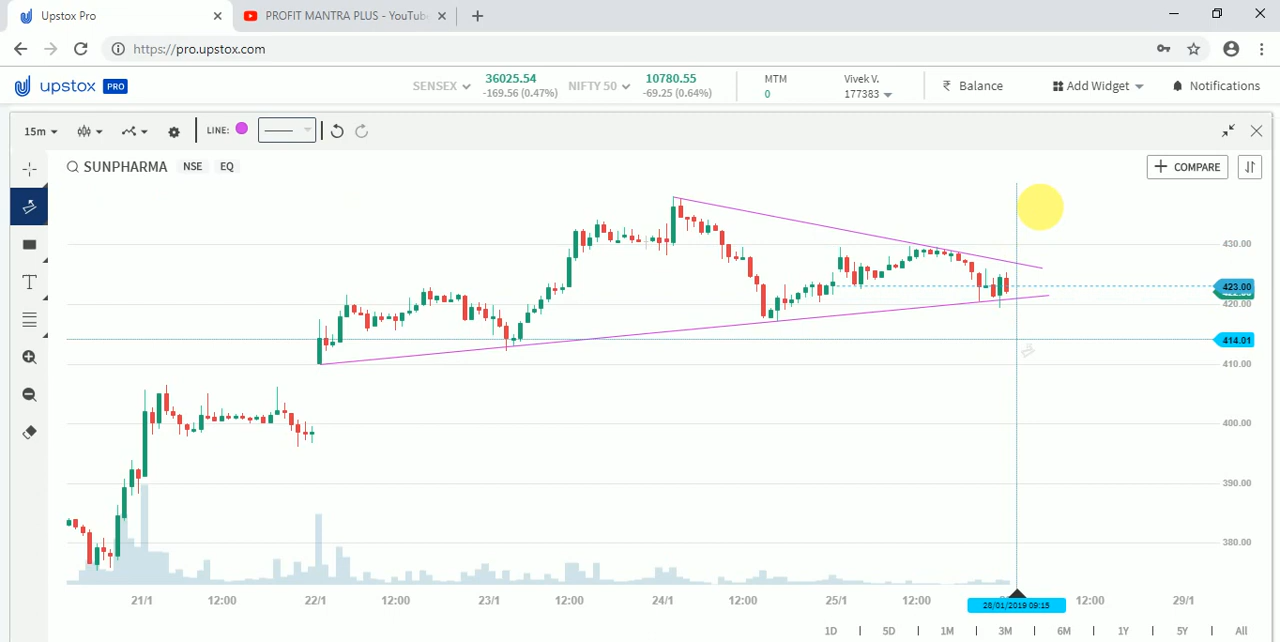 Upstox Pro
PROFIT MANTRA PLUS - YouTube
https://pro.upstox.com
upstox PRO
SENSEX 36025.54 -169.56 (0.47%)
NIFTY 50 10780.55 -69.25 (0.64%)
MTM 0
Vivek V. 177383
₹ Balance
Add Widget
Notifications
15m
LINE:
SUNPHARMA NSE EQ
COMPARE
T
430.00
423.00
420.00
414.01
410.00
400.00
390.00
380.00
21/1 12:00 22/1 12:00 23/1 12:00 24/1 12:00 25/1 12:00 28/01/2019 09:15 12:00 29/1
1D 5D 1M 3M 6M 1Y 5Y All